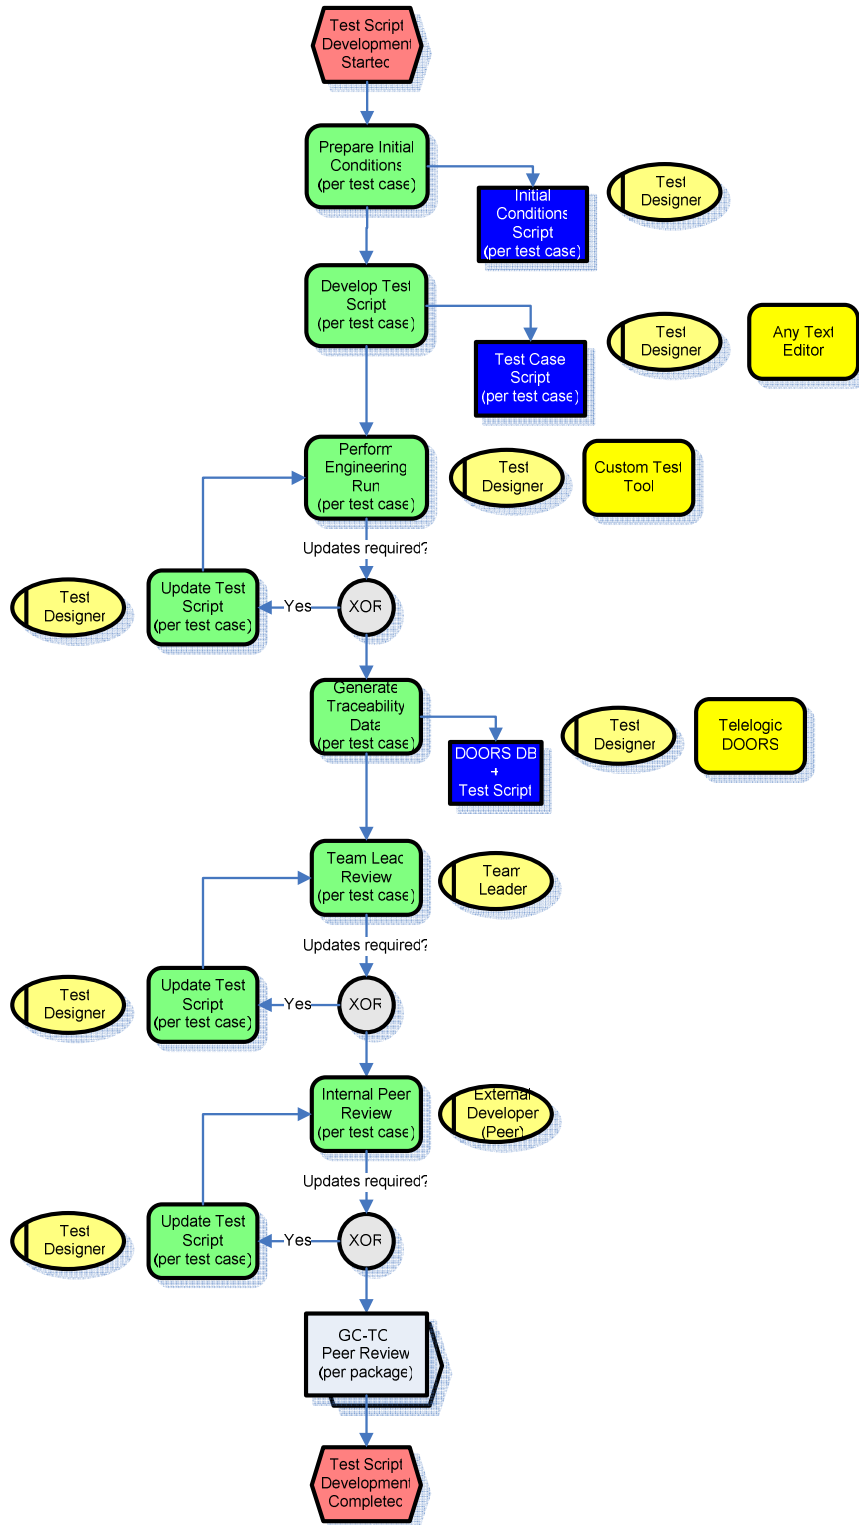 Test Script
Development
Started
Prepare Initial
Conditions
(per test case)
Initial
Conditions
Script
(per test case)
Test
Designer
Develop Test
Script
(per test case)
Test Case
Script
(per test case)
Test
Designer
Any Text
Editor
Perform
Engineering
Run
(per test case)
Test
Designer
Custom Test
Tool
Updates required?
Test
Designer
Update Test
Script
(per test case)
Yes
XOR
Generate
Traceability
Data
(per test case)
DOORS DB
+
Test Script
Test
Designer
Telelogic
DOORS
Team Lead
Review
(per test case)
Team
Leader
Updates required?
Test
Designer
Update Test
Script
(per test case)
Yes
XOR
Internal Peer
Review
(per test case)
External
Developer
(Peer)
Updates required?
Test
Designer
Update Test
Script
(per test case)
Yes
XOR
GC-TC
Peer Review
(per package)
Test Script
Development
Completed